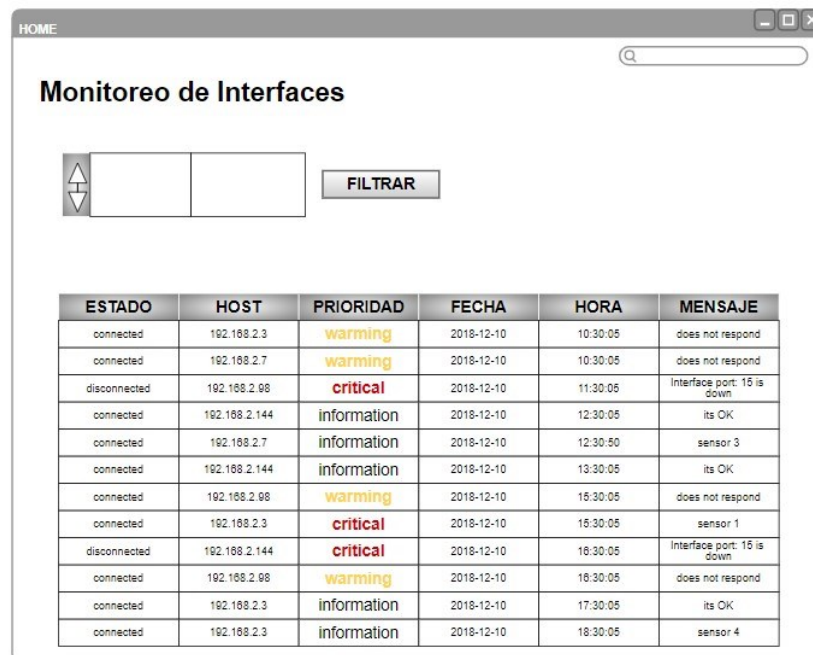 HOME
Monitoreo de Interfaces
FILTRAR
ESTADO HOST PRIORIDAD FECHA HORA MENSAJE
connected 192.168.2.3 warming 2018-12-10 10:30:05 does not respond
connected 192.168.2.7 warming 2018-12-10 10:30:05 does not respond
disconnected 192.168.2.98 critical 2018-12-10 11:30:05 Interface port: 15 is
down
connected 192.168.2.144 information 2018-12-10 12:30:05 its OK
connected 192.168.2.7 information 2018-12-10 12:30:50 sensor 3
connected 192.168.2.144 information 2018-12-10 13:30:05 its OK
connected 192.168.2.98 warming 2018-12-10 15:30:05 does not respond
connected 192.168.2.3 critical 2018-12-10 15:30:05 sensor 1
disconnected 192.168.2.144 critical 2018-12-10 16:30:05 Interface port: 15 is
down
connected 192.168.2.98 warming 2018-12-10 16:30:05 does not respond
connected 192.168.2.3 information 2018-12-10 17:30:05 its OK
connected 192.168.2.3 information 2018-12-10 18:30:05 sensor 4